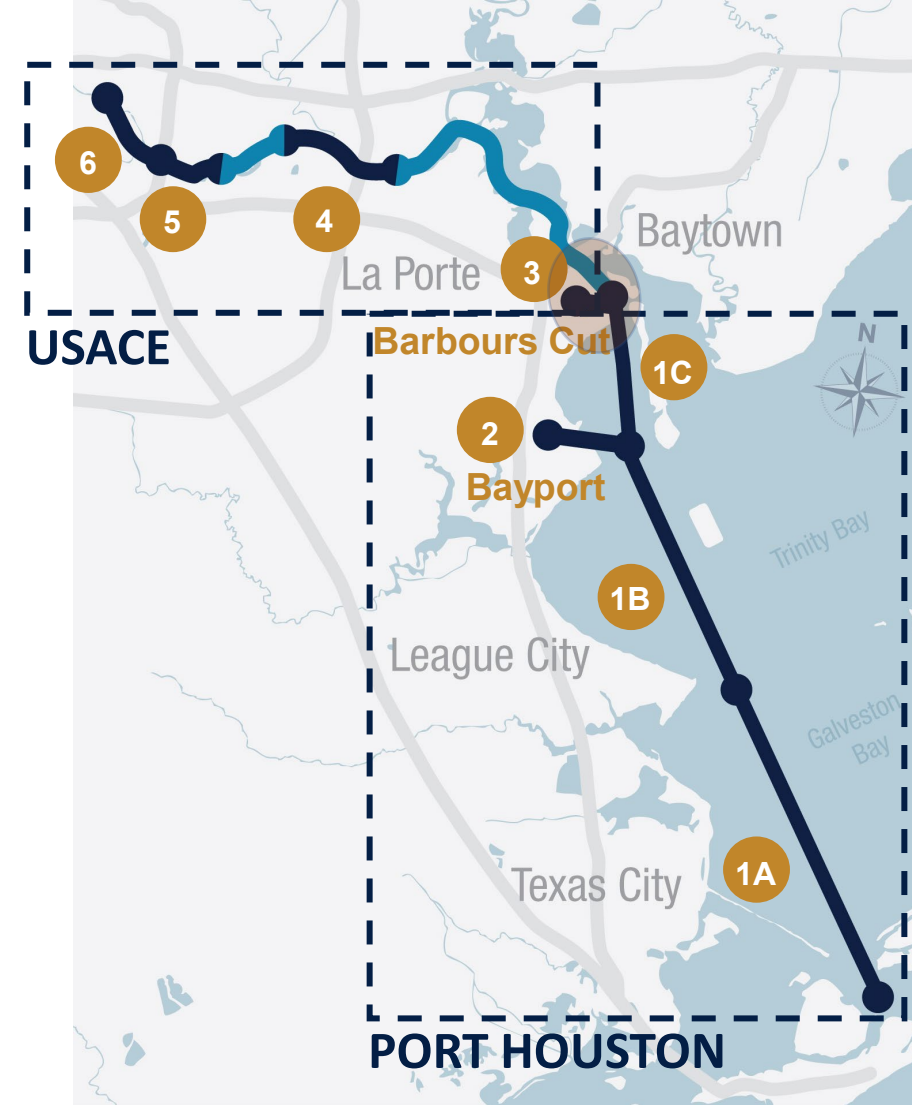 6
5
4
3
Baytown
La Porte
USACE
Barbours Cut
N
1C
2
Bayport
Trinity Bay
1B
League City
Galveston
Bay
1A
Texas City
PORT HOUSTON